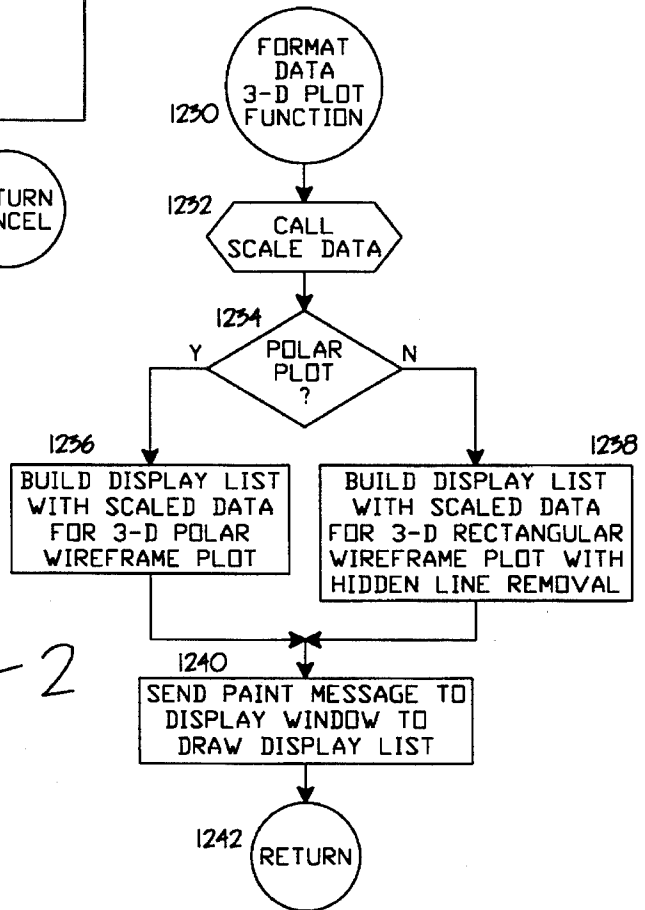 FORMAT
DATA
3-D PLOT
FUNCTION
1230
1232
CALL
SCALE DATA
1234
POLAR
PLOT
?
Y
N
1236
BUILD DISPLAY LIST
WITH SCALED DATA
FOR 3-D POLAR
WIREFRAME PLOT
1238
BUILD DISPLAY LIST
WITH SCALED DATA
FOR 3-D RECTANGULAR
WIREFRAME PLOT WITH
HIDDEN LINE REMOVAL
1240
SEND PAINT MESSAGE TO
DISPLAY WINDOW TO
DRAW DISPLAY LIST
1242
RETURN
TURN
NCEL
-2